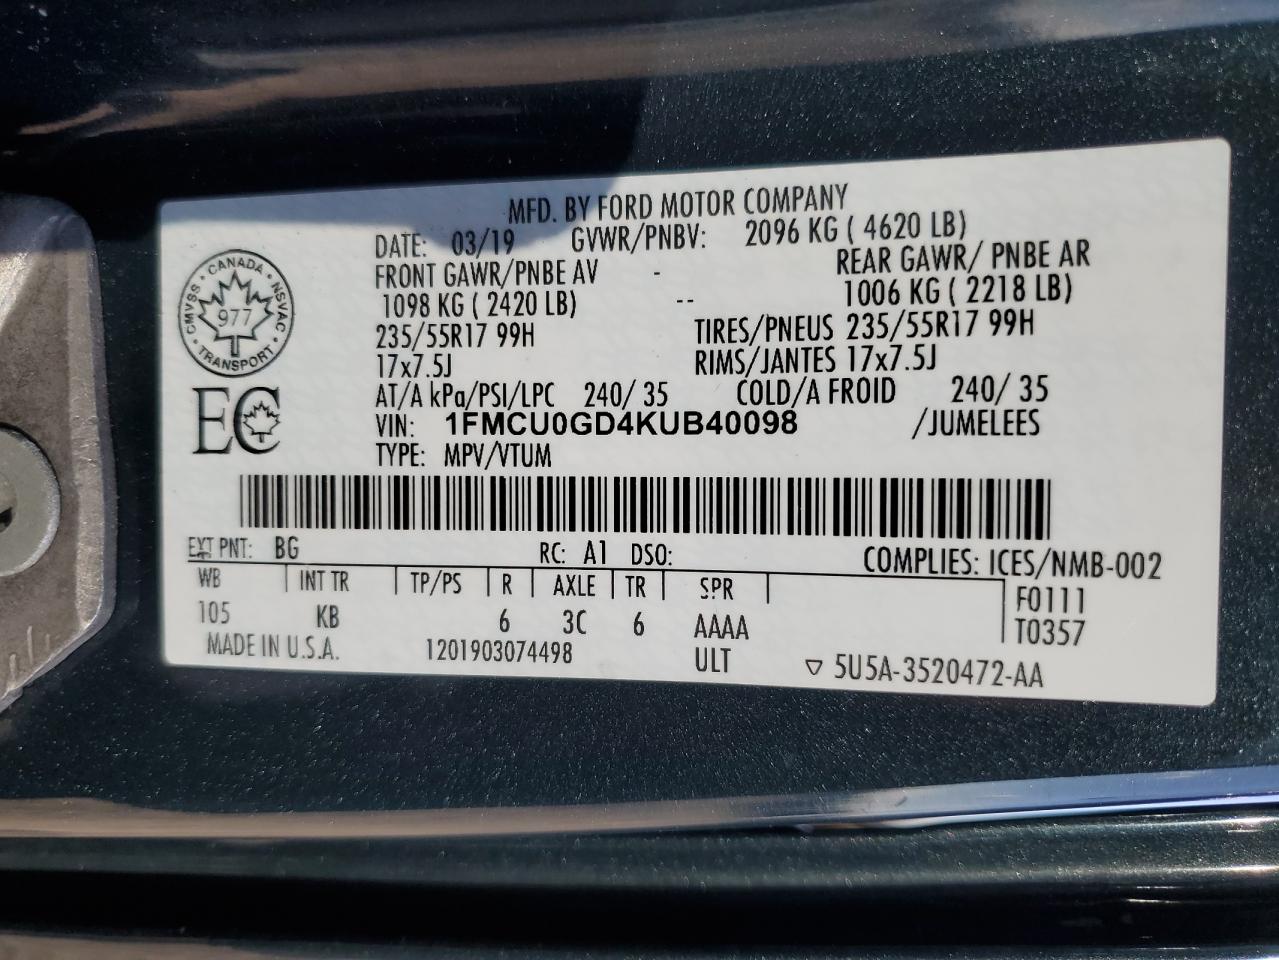 MFD. BY FORD MOTOR COMPANY
DATE: 03/19 GVWR/PNBV: 2096 KG ( 4620 LB)
FRONT GAWR/PNBE AV - REAR GAWR/ PNBE AR
1098 KG ( 2420 LB) -- 1006 KG ( 2218 LB)
235/55R17 99H TIRES/PNEUS 235/55R17 99H
17x7.5J RIMS/JANTES 17x7.5J
AT/A kPa/PSI/LPC 240/ 35 COLD/A FROID 240/ 35
VIN: 1FMCU0GD4KUB40098 /JUMELEES
TYPE: MPV/VTUM
CANADA
CMVSS NSVAC
977
TRANSPORT
EC
EXT PNT: BG RC: A1 DSO: COMPLIES: ICES/NMB-002
WB INT TR TP/PS R AXLE TR SPR F0111
105 KB 6 3C 6 AAAA T0357
MADE IN U.S.A. 1201903074498 ULT ▽ 5U5A-3520472-AA